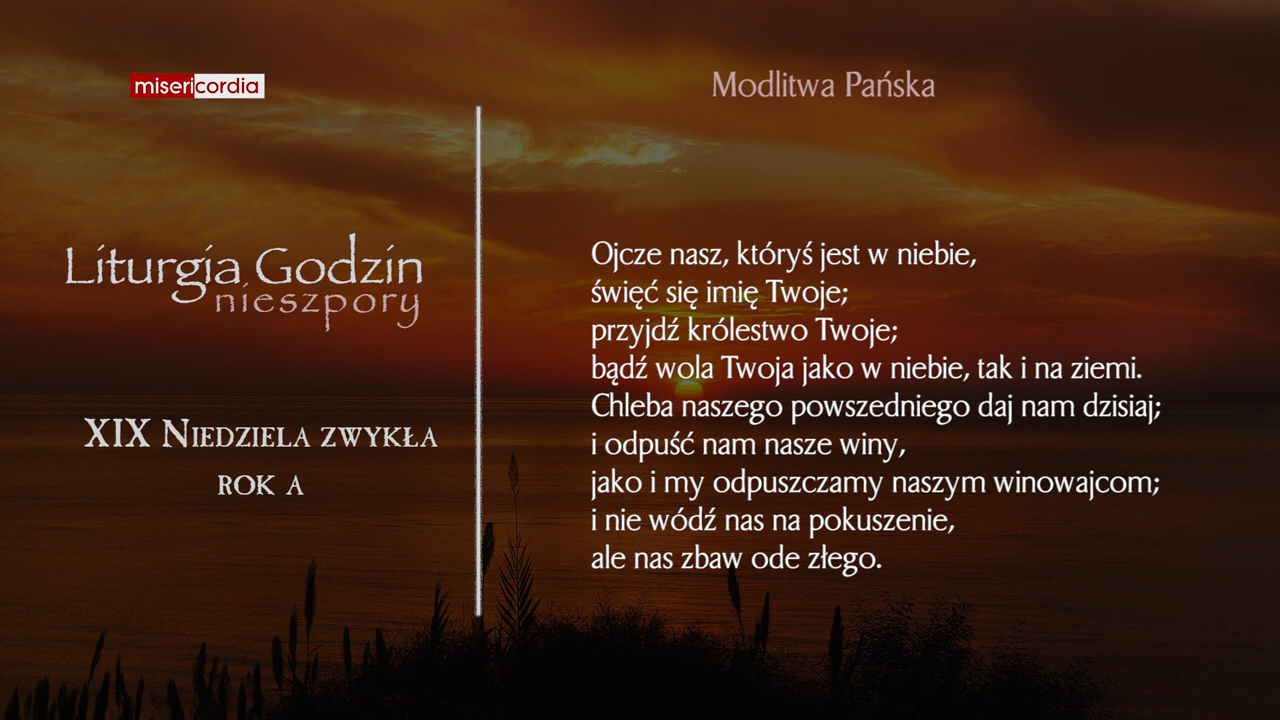 misericordia
Liturgia Godzin
nieszpory
XIX Niedziela zwykła
rok A
Modlitwa Pańska
Ojcze nasz, któryś jest w niebie,
święć się imię Twoje;
przyjdź królestwo Twoje;
bądź wola Twoja jako w niebie, tak i na ziemi.
Chleba naszego powszedniego daj nam dzisiaj;
i odpuść nam nasze winy,
jako i my odpuszczamy naszym winowajcom;
i nie wódź nas na pokuszenie,
ale nas zbaw ode złego.